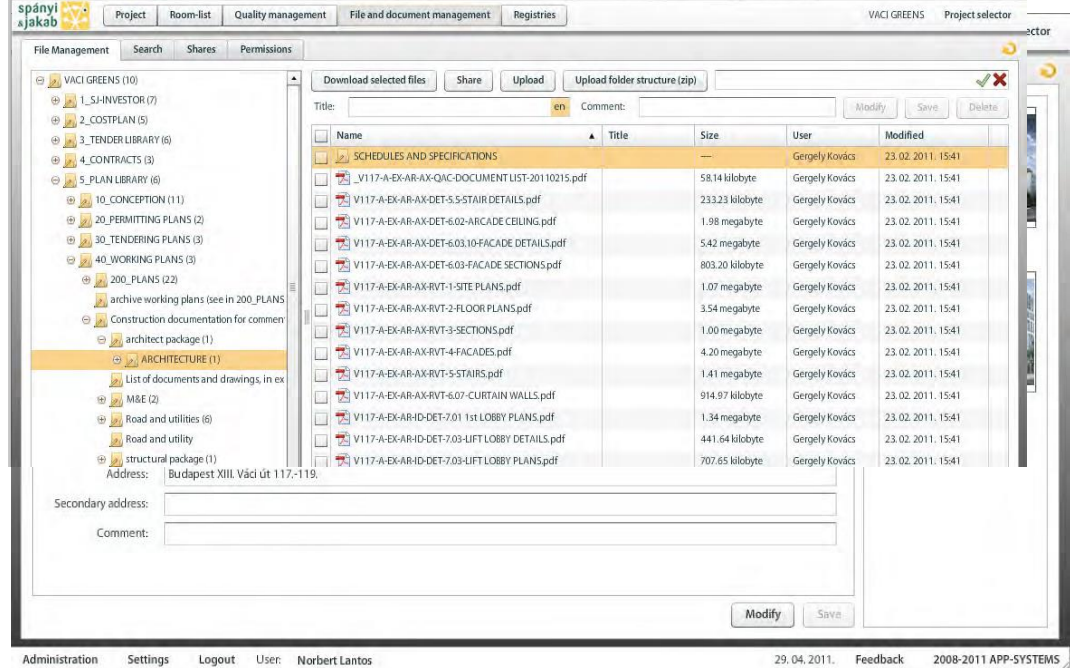 spányi
&jakab
Project Room-list Quality management File and document management Registries VACI GREENS Project selector
ector
File Management Search Shares Permissions
VACI GREENS (10)
1_SJ-INVESTOR (7)
2_COSTPLAN (5)
3_TENDER LIBRARY (6)
4_CONTRACTS (3)
5_PLAN LIBRARY (6)
10_CONCEPTION (11)
20_PERMITTING PLANS (2)
30_TENDERING PLANS (3)
40_WORKING PLANS (3)
200_PLANS (22)
archive working plans (see in 200_PLANS
Construction documentation for commen
architect package (1)
ARCHITECTURE (1)
List of documents and drawings, in ex
M&E (2)
Road and utilities (6)
Road and utility
structural package (1)
Download selected files Share Upload Upload folder structure (zip)
Title: en Comment: Modify Save Delete
Name Title Size User Modified
SCHEDULES AND SPECIFICATIONS — Gergely Kovács 23. 02. 2011. 15:41
_V117-A-EX-AR-AX-QAC-DOCUMENT LIST-20110215.pdf 58.14 kilobyte Gergely Kovács 23. 02. 2011. 15:41
V117-A-EX-AR-AX-DET-5.5-STAIR DETAILS.pdf 233.23 kilobyte Gergely Kovács 23. 02. 2011. 15:41
V117-A-EX-AR-AX-DET-6.02-ARCADE CEILING.pdf 1.98 megabyte Gergely Kovács 23. 02. 2011. 15:41
V117-A-EX-AR-AX-DET-6.03,10-FACADE DETAILS.pdf 5.42 megabyte Gergely Kovács 23. 02. 2011. 15:41
V117-A-EX-AR-AX-DET-6.03-FACADE SECTIONS.pdf 803.20 kilobyte Gergely Kovács 23. 02. 2011. 15:41
V117-A-EX-AR-AX-RVT-1-SITE PLANS.pdf 1.07 megabyte Gergely Kovács 23. 02. 2011. 15:41
V117-A-EX-AR-AX-RVT-2-FLOOR PLANS.pdf 3.54 megabyte Gergely Kovács 23. 02. 2011. 15:41
V117-A-EX-AR-AX-RVT-3-SECTIONS.pdf 1.00 megabyte Gergely Kovács 23. 02. 2011. 15:41
V117-A-EX-AR-AX-RVT-4-FACADES.pdf 4.20 megabyte Gergely Kovács 23. 02. 2011. 15:41
V117-A-EX-AR-AX-RVT-5-STAIRS.pdf 1.41 megabyte Gergely Kovács 23. 02. 2011. 15:41
V117-A-EX-AR-AX-RVT-6.07-CURTAIN WALLS.pdf 914.97 kilobyte Gergely Kovács 23. 02. 2011. 15:41
V117-A-EX-AR-ID-DET-7.01 1st LOBBY PLANS.pdf 1.34 megabyte Gergely Kovács 23. 02. 2011. 15:41
V117-A-EX-AR-ID-DET-7.03-LIFT LOBBY DETAILS.pdf 441.64 kilobyte Gergely Kovács 23. 02. 2011. 15:41
V117-A-EX-AR-ID-DET-7.03-LIFT LOBBY PLANS.pdf 707.65 kilobyte Gergely Kovács 23. 02. 2011. 15:41
Address: Budapest XIII. Váci út 117.-119.
Secondary address:
Comment:
Modify Save
Administration Settings Logout User: Norbert Lantos 29. 04. 2011. Feedback 2008-2011 APP-SYSTEMS